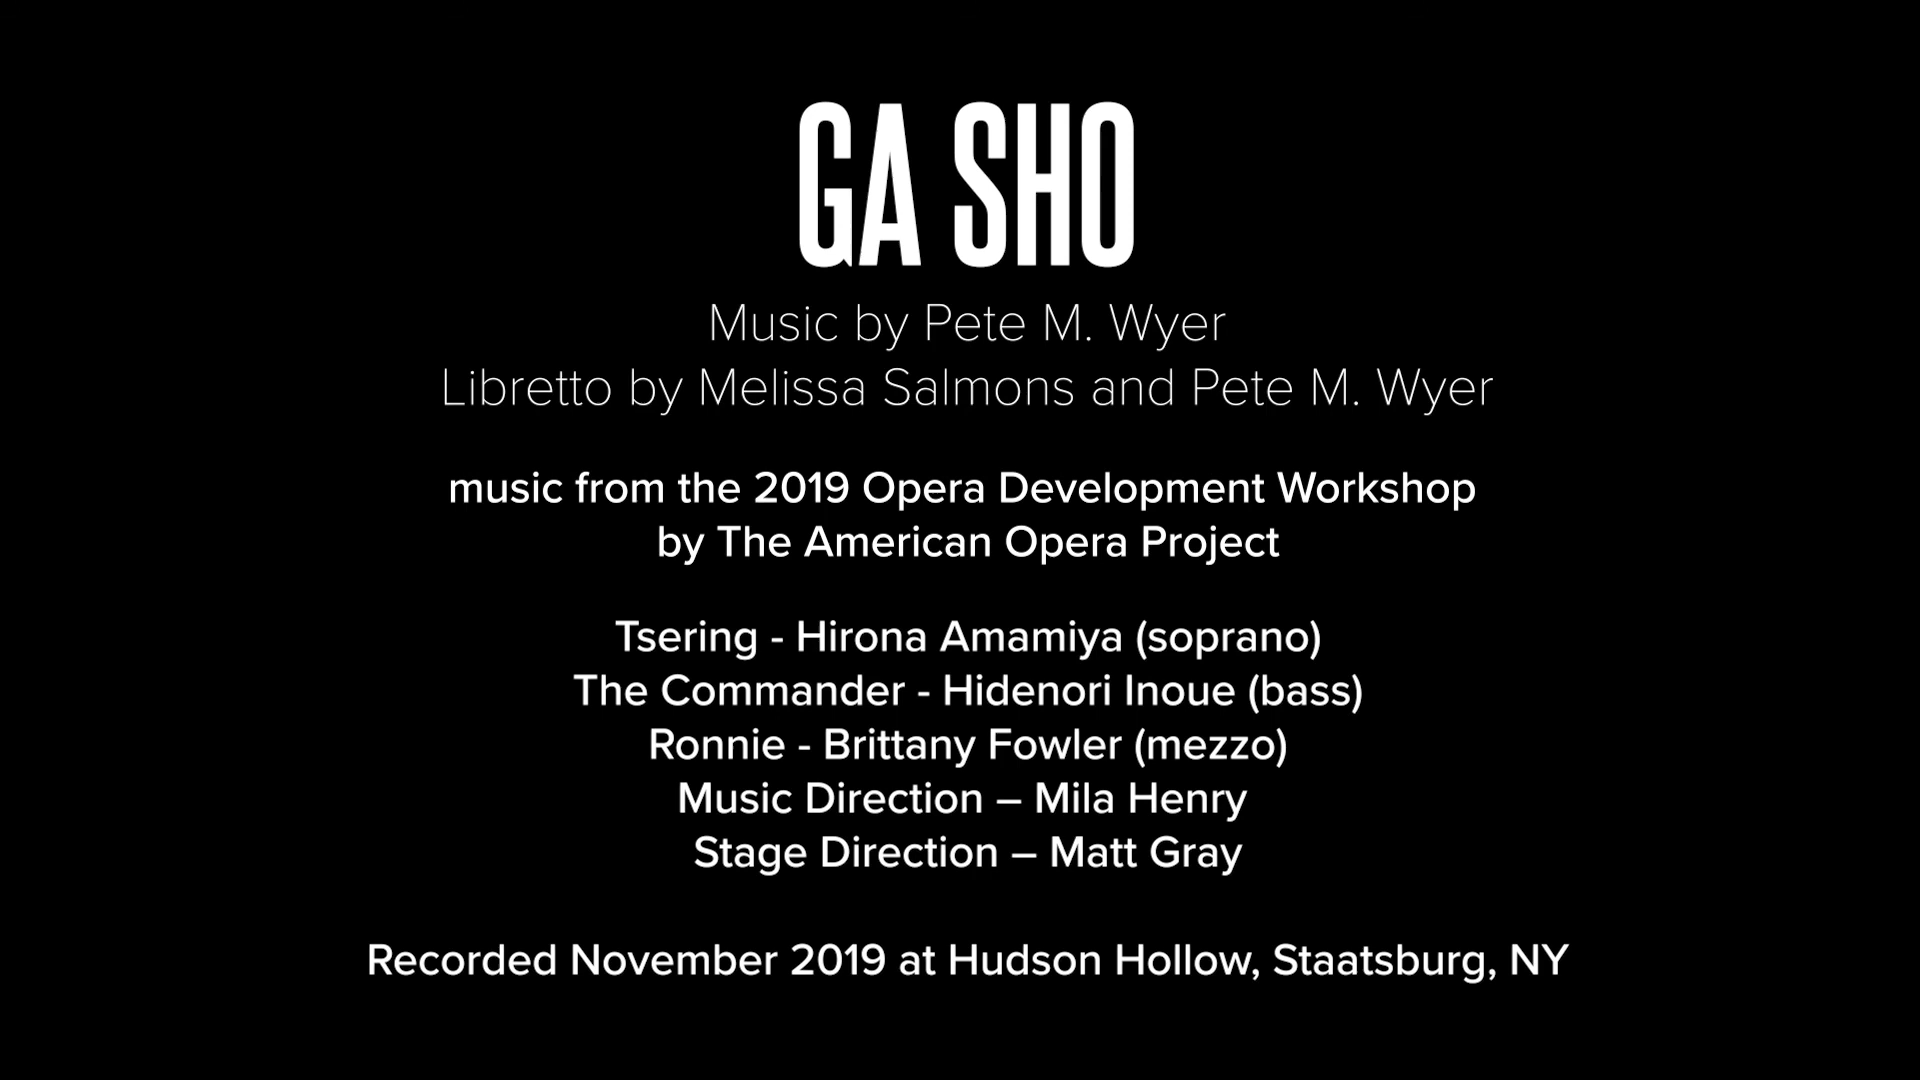 GA SHO
Music by Pete M. Wyer
Libretto by Melissa Salmons and Pete M. Wyer
music from the 2019 Opera Development Workshop
by The American Opera Project
Tsering - Hirona Amamiya (soprano)
The Commander - Hidenori Inoue (bass)
Ronnie - Brittany Fowler (mezzo)
Music Direction – Mila Henry
Stage Direction – Matt Gray
Recorded November 2019 at Hudson Hollow, Staatsburg, NY